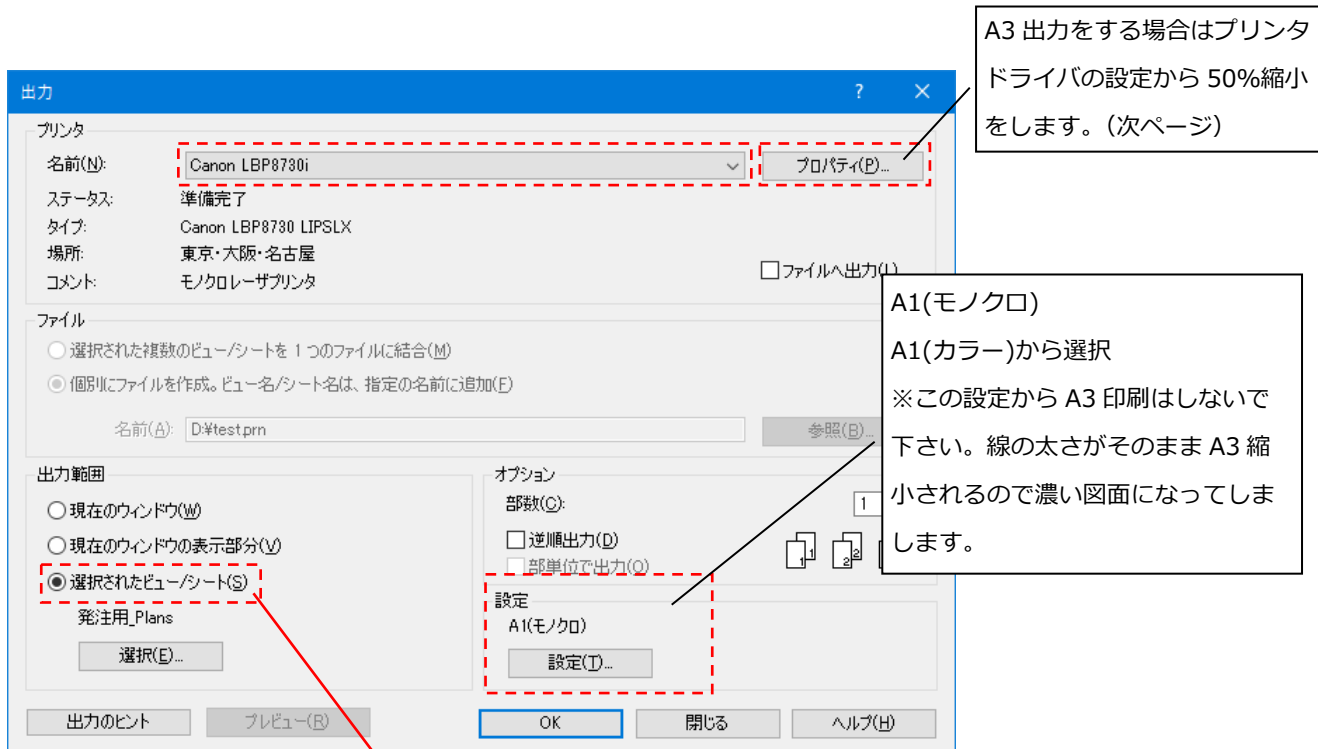 A3 出力をする場合はプリンタ
ドライバの設定から 50%縮小
をします。（次ページ）
出力
プリンタ
名前(N):
Canon LBP8730i
プロパティ(P)...
ステータス:
準備完了
タイプ:
Canon LBP8730 LIPSLX
場所:
東京・大阪・名古屋
コメント:
モノクロレーザプリンタ
ファイルへ出力(L)
A1(モノクロ)
A1(カラー)から選択
※この設定から A3 印刷はしないで
下さい。線の太さがそのまま A3 縮
小されるので濃い図面になってしま
します。
ファイル
選択された複数のビュー/シートを 1 つのファイルに結合(M)
個別にファイルを作成。ビュー名/シート名は、指定の名前に追加(F)
名前(A):
D:¥test.prn
参照(B)...
出力範囲
現在のウィンドウ(W)
現在のウィンドウの表示部分(V)
選択されたビュー/シート(S)
発注用_Plans
選択(E)...
オプション
部数(C):
1
逆順出力(D)
部単位で出力(O)
1 1
2 2
設定
A1(モノクロ)
設定(T)...
出力のヒント
プレビュー(R)
OK
閉じる
ヘルプ(H)